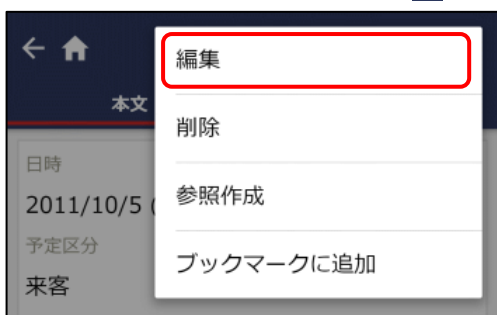 編集
本文
削除
日時
2011/10/5 (
参照作成
予定区分
ブックマークに追加
来客